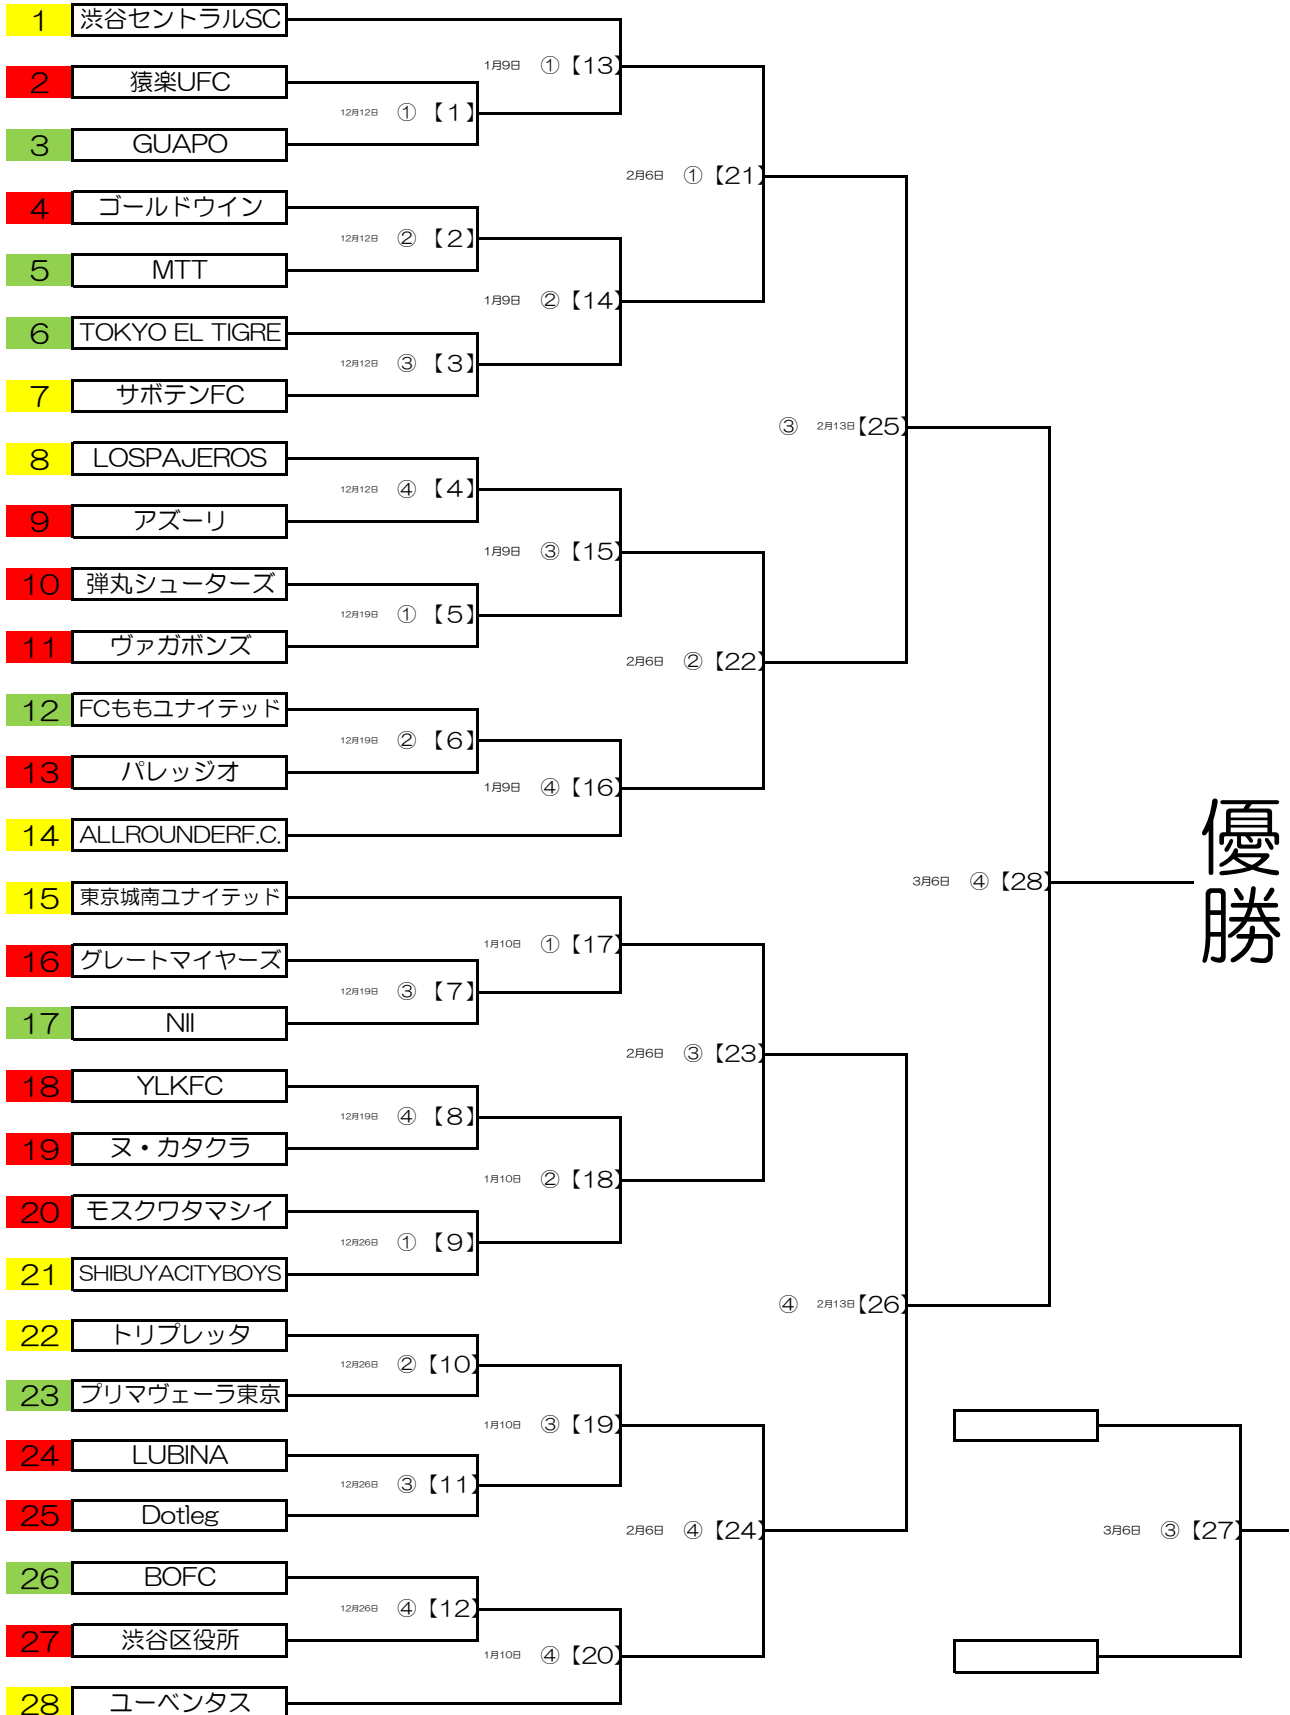 1 渋谷セントラルSC
1月9日 ① 【13】
2 猿楽UFC
12月12日 ① 【1】
3 GUAPO
2月6日 ① 【21】
4 ゴールドウイン
12月12日 ② 【2】
5 MTT
1月9日 ② 【14】
6 TOKYO EL TIGRE
12月12日 ③ 【3】
7 サボテンFC
③ 2月13日【25】
8 LOSPAJEROS
12月12日 ④ 【4】
9 アズーリ
1月9日 ③ 【15】
10 弾丸シューターズ
12月19日 ① 【5】
11 ヴァガボンズ
2月6日 ② 【22】
12 FCももユナイテッド
12月19日 ② 【6】
13 パレッジオ
1月9日 ④ 【16】
14 ALLROUNDERF.C.
優勝
3月6日 ④ 【28】
15 東京城南ユナイテッド
1月10日 ① 【17】
16 グレートマイヤーズ
12月19日 ③ 【7】
17 NII
2月6日 ③ 【23】
18 YLKFC
12月19日 ④ 【8】
19 ヌ・カタクラ
1月10日 ② 【18】
20 モスクワタマシイ
12月26日 ① 【9】
21 SHIBUYACITYBOYS
④ 2月13日【26】
22 トリプレッタ
12月26日 ② 【10】
23 プリマヴェーラ東京
1月10日 ③ 【19】
24 LUBINA
12月26日 ③ 【11】
25 Dotleg
2月6日 ④ 【24】
3月6日 ③ 【27】
26 BOFC
12月26日 ④ 【12】
27 渋谷区役所
1月10日 ④ 【20】
28 ユーベンタス